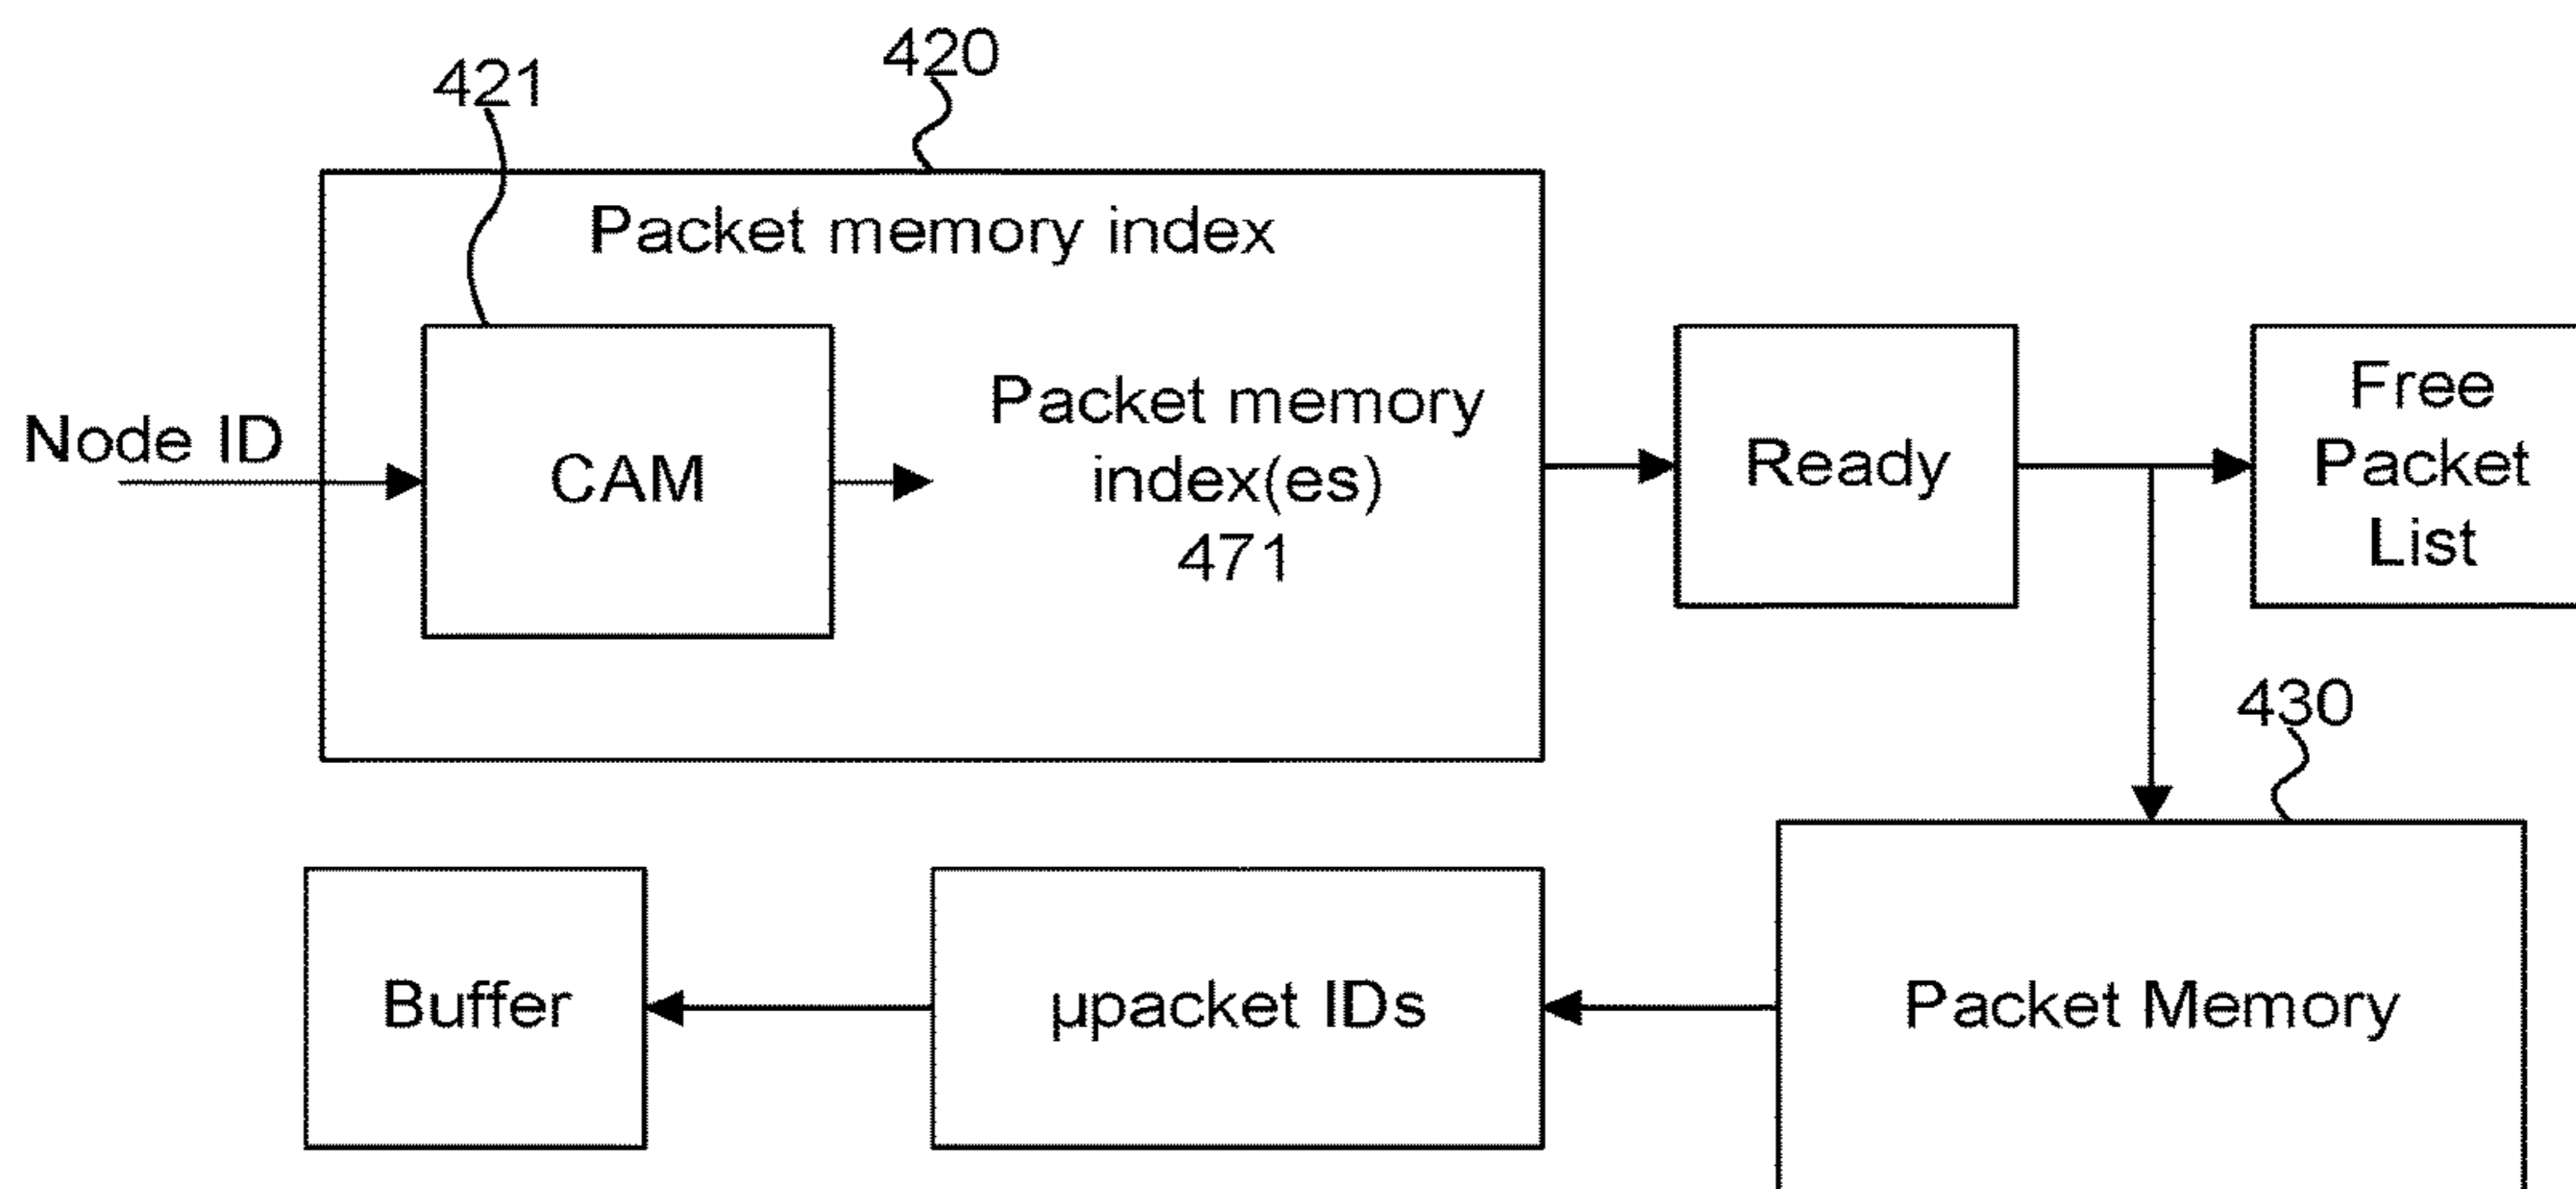 420
421
Packet memory index
Node ID
CAM
Packet memory
index(es)
471
Ready
Free
Packet
List
430
Buffer
µpacket IDs
Packet Memory